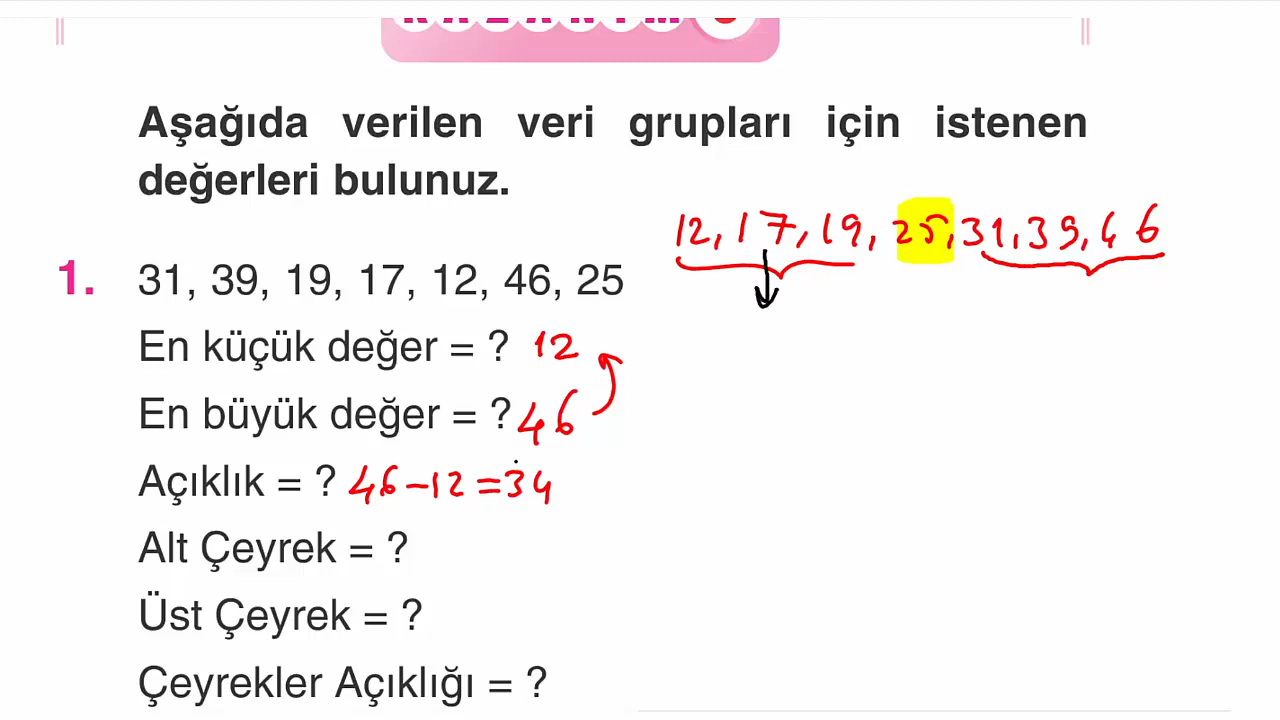 KAZANIM
Aşağıda verilen veri grupları için istenen
değerleri bulunuz.
12, 17, 19, 25, 31, 39, 46
1. 31, 39, 19, 17, 12, 46, 25
En küçük değer = ? 12
En büyük değer = ? 46
Açıklık = ? 46-12=34
Alt Çeyrek = ?
Üst Çeyrek = ?
Çeyrekler Açıklığı = ?